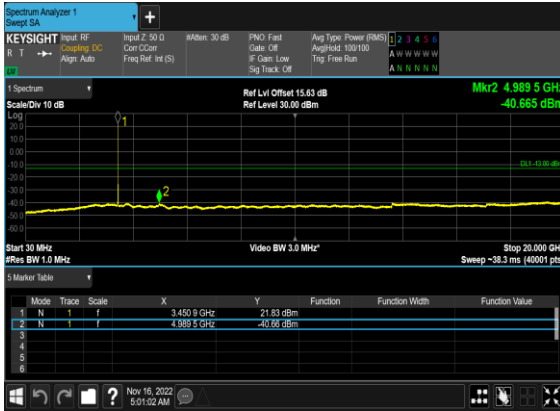 Spectrum Analyzer 1
Swept SA
+
KEYSIGHT Input: RF Input Z: 50 Ω #Atten: 30 dB PNO: Fast Avg Type: Power (RMS) 1 2 3 4 5 6
R T Coupling: DC Corr CCorr Gate: Off Avg|Hold: 100/100 A W W W W W
Align: Auto Freq Ref: Int (S) IF Gain: Low Trig: Free Run
Sig Track: Off A N N N N N
1 Spectrum Ref Lvl Offset 15.63 dB Mkr2 4.989 5 GHz
Scale/Div 10 dB Ref Level 30.00 dBm -40.665 dBm
Log
1
20.0
10.0
0.00
-10.0
DL1 -13.00 dBm
-20.0
-30.0
2
-40.0
-50.0
-60.0
Start 30 MHz Video BW 3.0 MHz* Stop 20.000 GH
#Res BW 1.0 MHz Sweep ~38.3 ms (40001 pts
5 Marker Table
Mode Trace Scale X Y Function Function Width Function Value
1 N 1 f 3.450 9 GHz 21.83 dBm
2 N 1 f 4.989 5 GHz -40.66 dBm
3
4
5
6
? Nov 16, 2022
5:01:02 AM